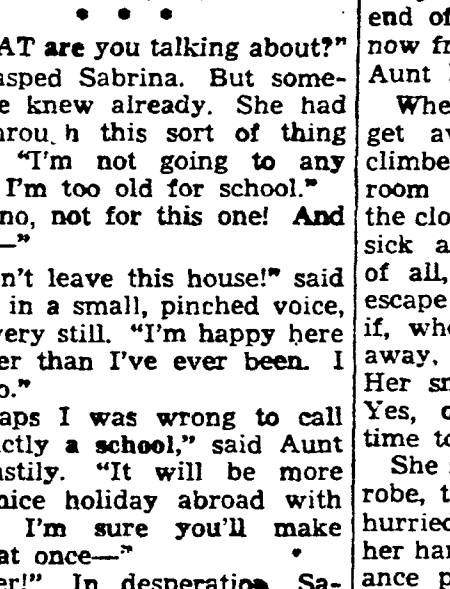 • • •
AT are you talking about?"
asped Sabrina. But some-
e knew already. She had
hrou h this sort of thing
"I'm not going to any
I'm too old for school."
no, not for this one! And
—"
n't leave this house!" said
in a small, pinched voice,
very still. "I'm happy here
er than I've ever been. I
o."
aps I was wrong to call
ctly a school," said Aunt
astily. "It will be more
nice holiday abroad with
I'm sure you'll make
at once—"
er!" In desperation Sa-
end of
now fr
Aunt
Whe
get av
climbe
room
the clo
sick a
of all,
escape
if, who
away,
Her sm
Yes, c
time to
She
robe, t
hurried
her han
ance p